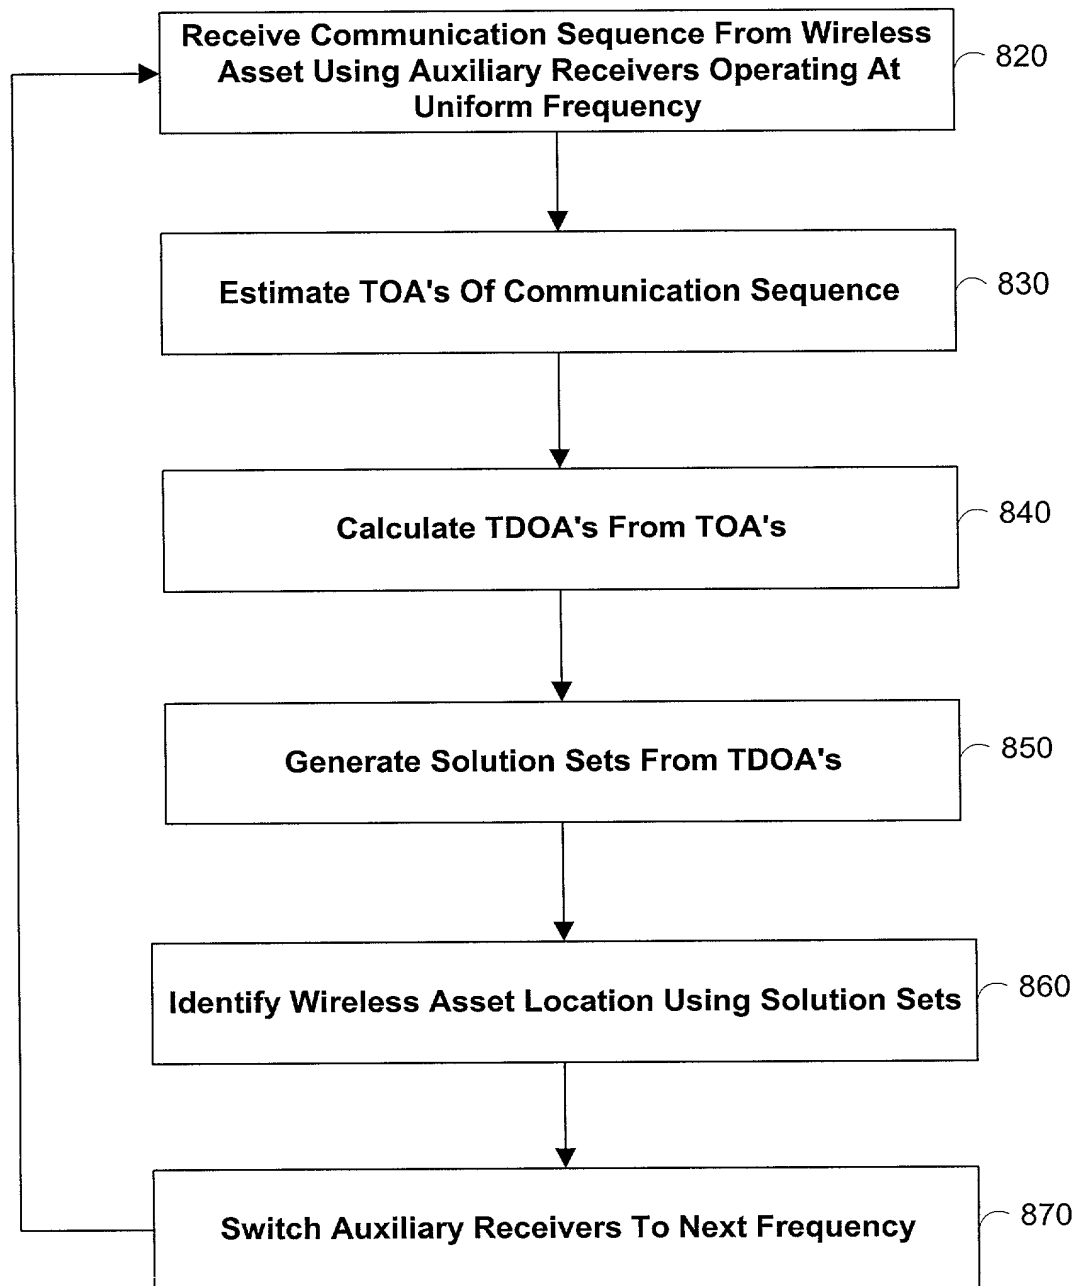 Receive Communication Sequence From Wireless
Asset Using Auxiliary Receivers Operating At
Uniform Frequency
820
Estimate TOA's Of Communication Sequence
830
Calculate TDOA's From TOA's
840
Generate Solution Sets From TDOA's
850
Identify Wireless Asset Location Using Solution Sets
860
Switch Auxiliary Receivers To Next Frequency
870